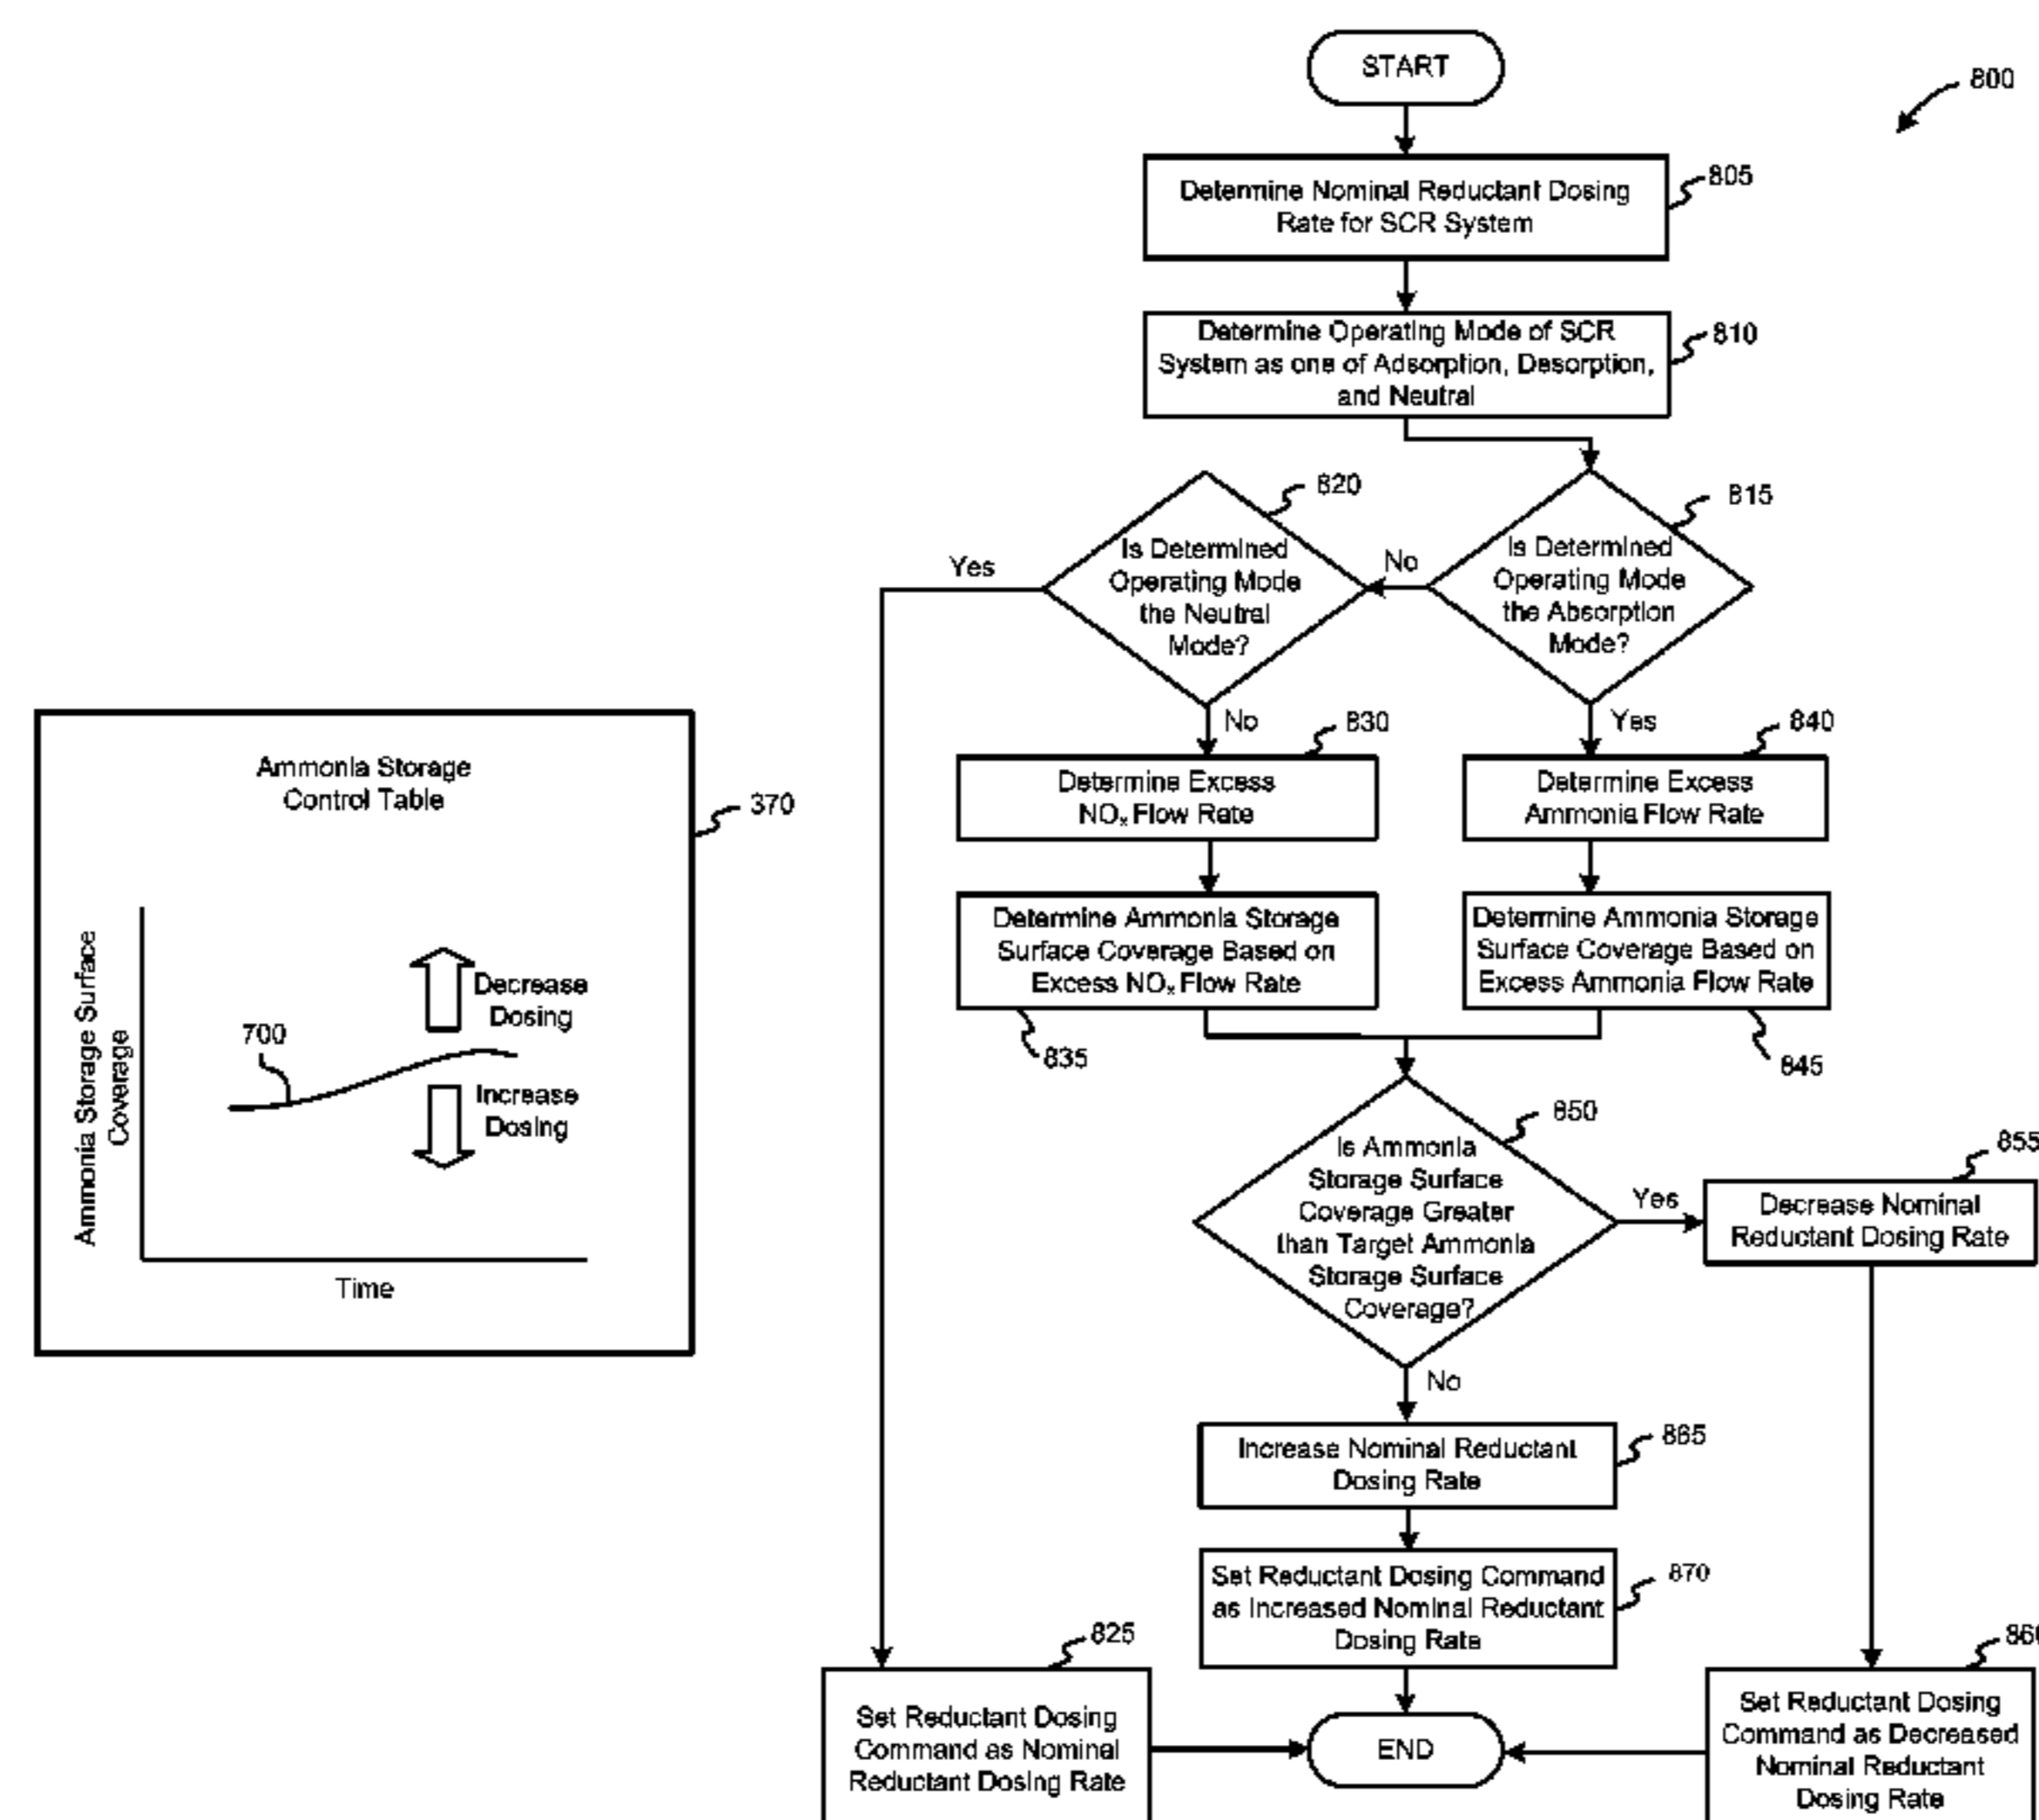 START
800
Determine Nominal Reductant Dosing
Rate for SCR System
805
Determine Operating Mode of SCR
System as one of Adsorption, Desorption,
and Neutral
810
820
815
Is Determined
Operating Mode
the Neutral
Mode?
Is Determined
Operating Mode
the Absorption
Mode?
Yes
No
No
Yes
830
840
Determine Excess
NOx Flow Rate
Determine Excess
Ammonia Flow Rate
Determine Ammonia Storage
Surface Coverage Based on
Excess NOx Flow Rate
Determine Ammonia Storage
Surface Coverage Based on
Excess Ammonia Flow Rate
835
845
Ammonia Storage
Control Table
370
Ammonia Storage Surface
Coverage
700
Decrease
Dosing
Increase
Dosing
Time
850
Is Ammonia
Storage Surface
Coverage Greater
than Target Ammonia
Storage Surface
Coverage?
Yes
855
Decrease Nominal
Reductant Dosing Rate
No
Increase Nominal Reductant
Dosing Rate
865
Set Reductant Dosing Command
as Increased Nominal Reductant
Dosing Rate
870
825
Set Reductant Dosing
Command as Nominal
Reductant Dosing Rate
END
860
Set Reductant Dosing
Command as Decreased
Nominal Reductant
Dosing Rate